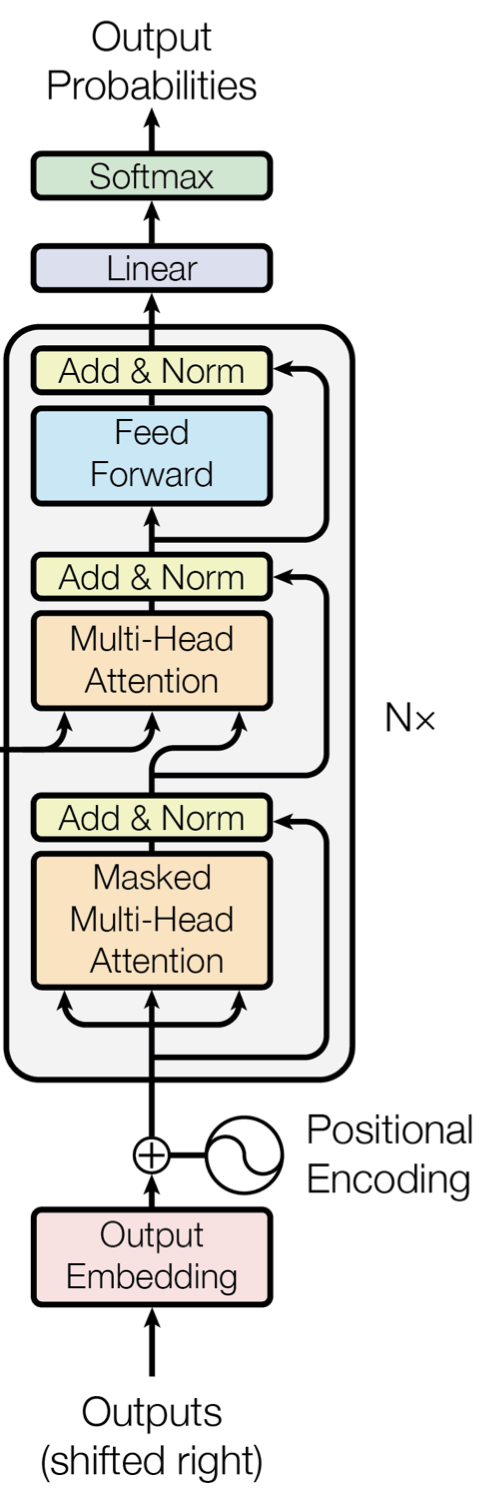 Output
Probabilities
Softmax
Linear
Add & Norm
Feed
Forward
Add & Norm
Multi-Head
Attention
N×
Add & Norm
Masked
Multi-Head
Attention
Positional
Encoding
Output
Embedding
Outputs
(shifted right)